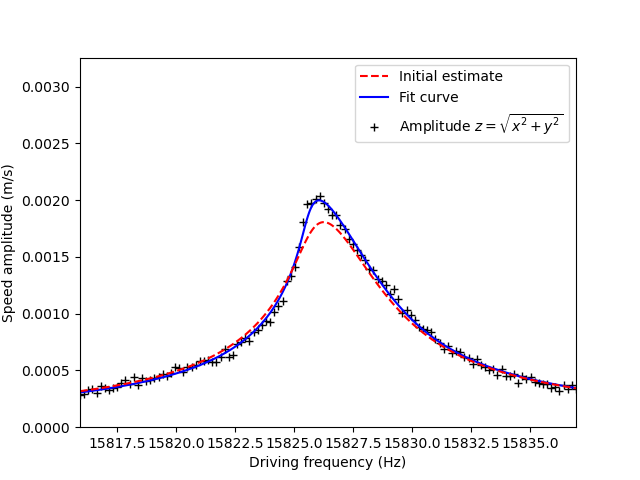 Speed amplitude (m/s)
0.0030
0.0025
0.0020
0.0015
0.0010
0.0005
0.0000
Initial estimate
Fit curve
Amplitude z = √x² + y²
15817.5 15820.0 15822.5 15825.0 15827.5 15830.0 15832.5 15835.0
Driving frequency (Hz)